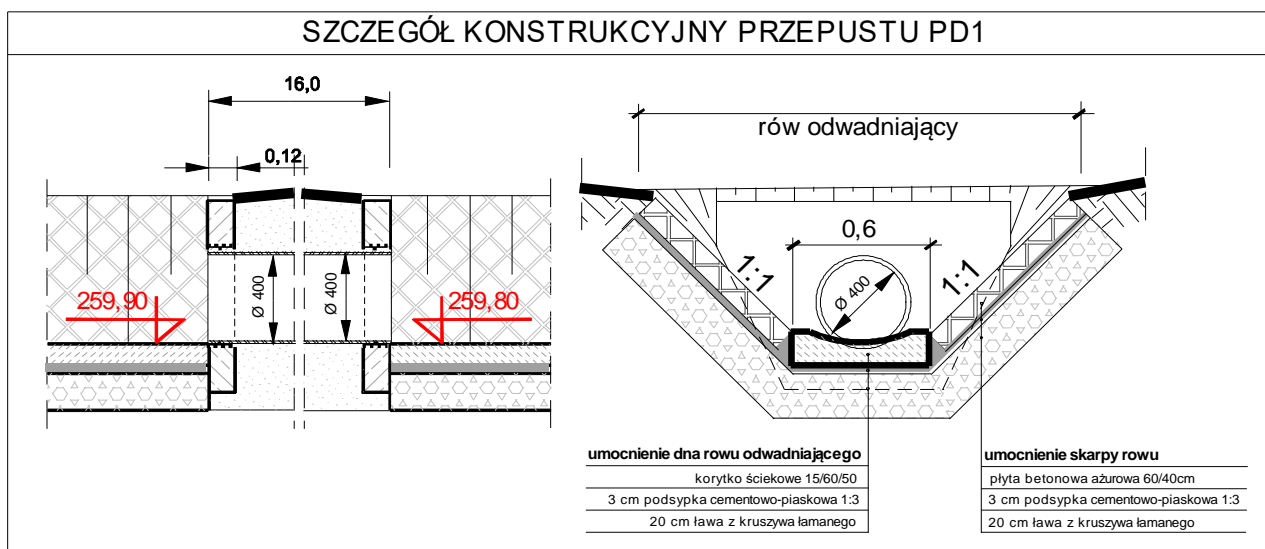 SZCZEGÓŁ KONSTRUKCYJNY PRZEPUSTU PD1
16,0
0,12
259,90
Ø 400
Ø 400
259,80
rów odwadniający
0,6
1:1
Ø 400
1:1
umocnienie dna rowu odwadniającego
korytko ściekowe 15/60/50
3 cm podsypka cementowo-piaskowa 1:3
20 cm ława z kruszywa łamanego
umocnienie skarpy rowu
płyta betonowa ażurowa 60/40cm
3 cm podsypka cementowo-piaskowa 1:3
20 cm ława z kruszywa łamanego